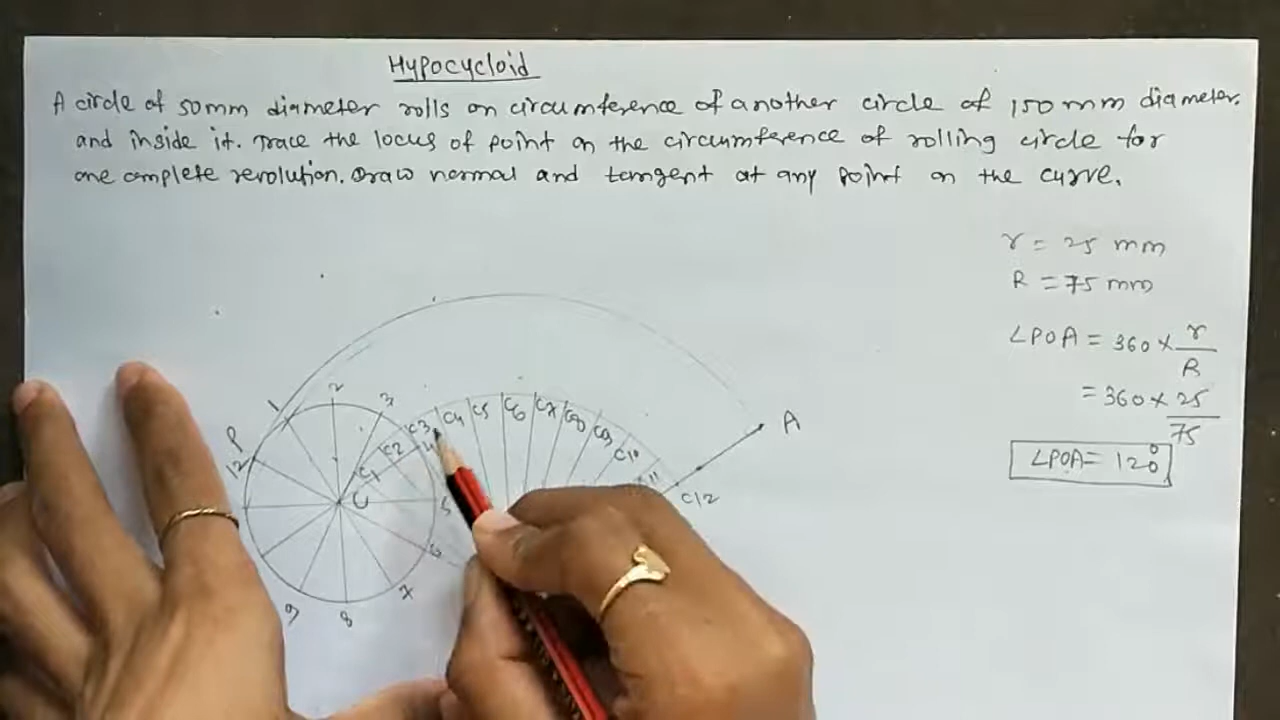 Hypocycloid
A circle of 50mm diameter rolls on circumference of another circle of 150 mm diameter.
and inside it. Trace the locus of point on the circumference of rolling circle for
one complete revolution. Draw normal and tangent at any point on the curve.
r = 25 mm
R = 75 mm
∠POA = 360 × r/R
= 360 × 25/75
∠POA = 120°
1 2 3
P
12
C C1 C2 C3 C4 C5 C6 C7 C8 C9 C10 11 C12
A
4
5
6
7
8
9